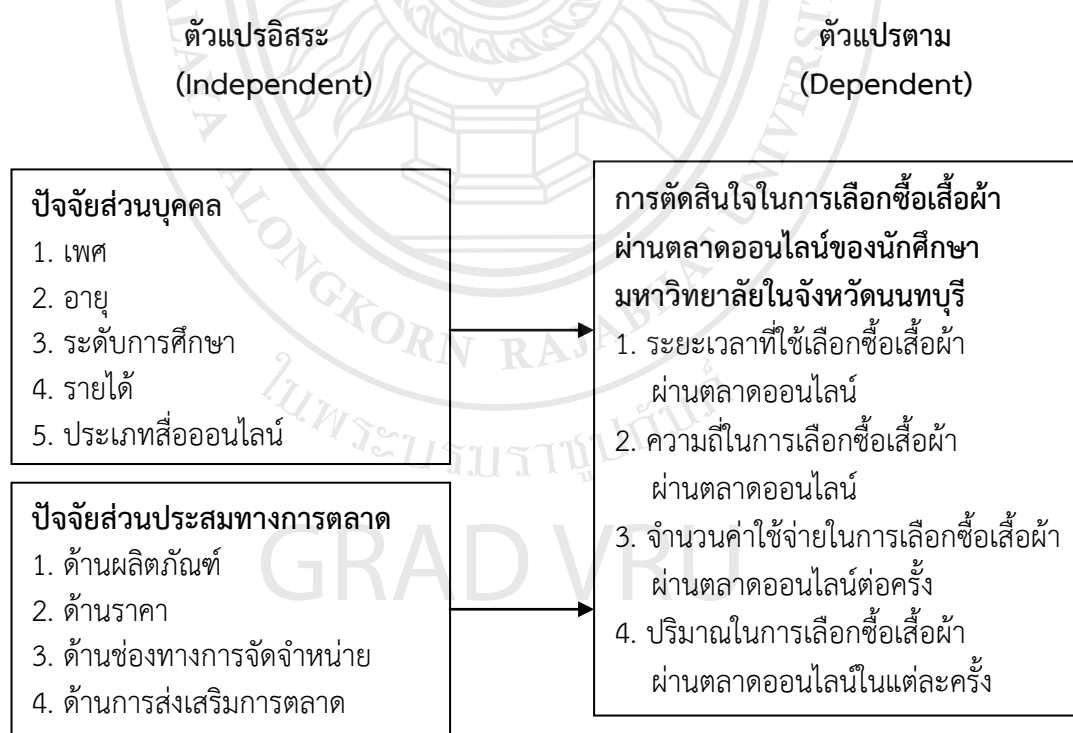 ตัวแปรอิสระ
(Independent)
ตัวแปรตาม
(Dependent)
ปัจจัยส่วนบุคคล
1. เพศ
2. อายุ
3. ระดับการศึกษา
4. รายได้
5. ประเภทสื่อออนไลน์
ปัจจัยส่วนประสมทางการตลาด
1. ด้านผลิตภัณฑ์
2. ด้านราคา
3. ด้านช่องทางการจัดจำหน่าย
4. ด้านการส่งเสริมการตลาด
การตัดสินใจในการเลือกซื้อเสื้อผ้า
ผ่านตลาดออนไลน์ของนักศึกษา
มหาวิทยาลัยในจังหวัดนนทบุรี
1. ระยะเวลาที่ใช้เลือกซื้อเสื้อผ้า
ผ่านตลาดออนไลน์
2. ความถี่ในการเลือกซื้อเสื้อผ้า
ผ่านตลาดออนไลน์
3. จำนวนค่าใช้จ่ายในการเลือกซื้อเสื้อผ้า
ผ่านตลาดออนไลน์ต่อครั้ง
4. ปริมาณในการเลือกซื้อเสื้อผ้า
ผ่านตลาดออนไลน์ในแต่ละครั้ง
ALONGKORN RAJABHAT UNIVERSI
ในพระบรมราชูปถัมภ์
GRAD VRU